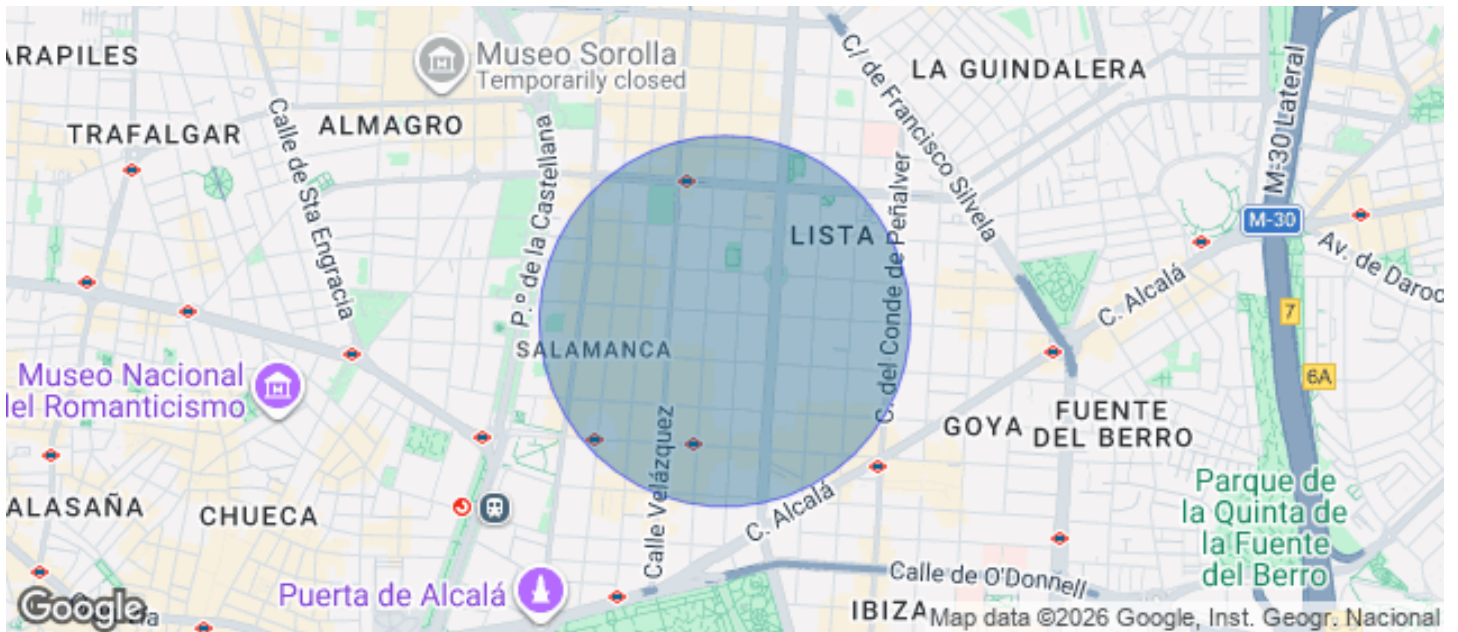 ARAPILES
Museo Sorolla
Temporarily closed
C/ de Francisco Silvela
LA GUINDALERA
M-30 Lateral
TRAFALGAR
ALMAGRO
Calle de Sta Engracia
P.º de la Castellana
LISTA
C. del Conde de Peñalver
M-30
Av. de Daroc
C. Alcalá
7
SALAMANCA
6A
Museo Nacional
del Romanticismo
GOYA
FUENTE
DEL BERRO
Calle Velázquez
Parque de
la Quinta de
la Fuente
del Berro
ALASAÑA
CHUECA
C. Alcalá
Puerta de Alcalá
Calle de O'Donnell
IBIZA
Google
Map data ©2026 Google, Inst. Geogr. Nacional